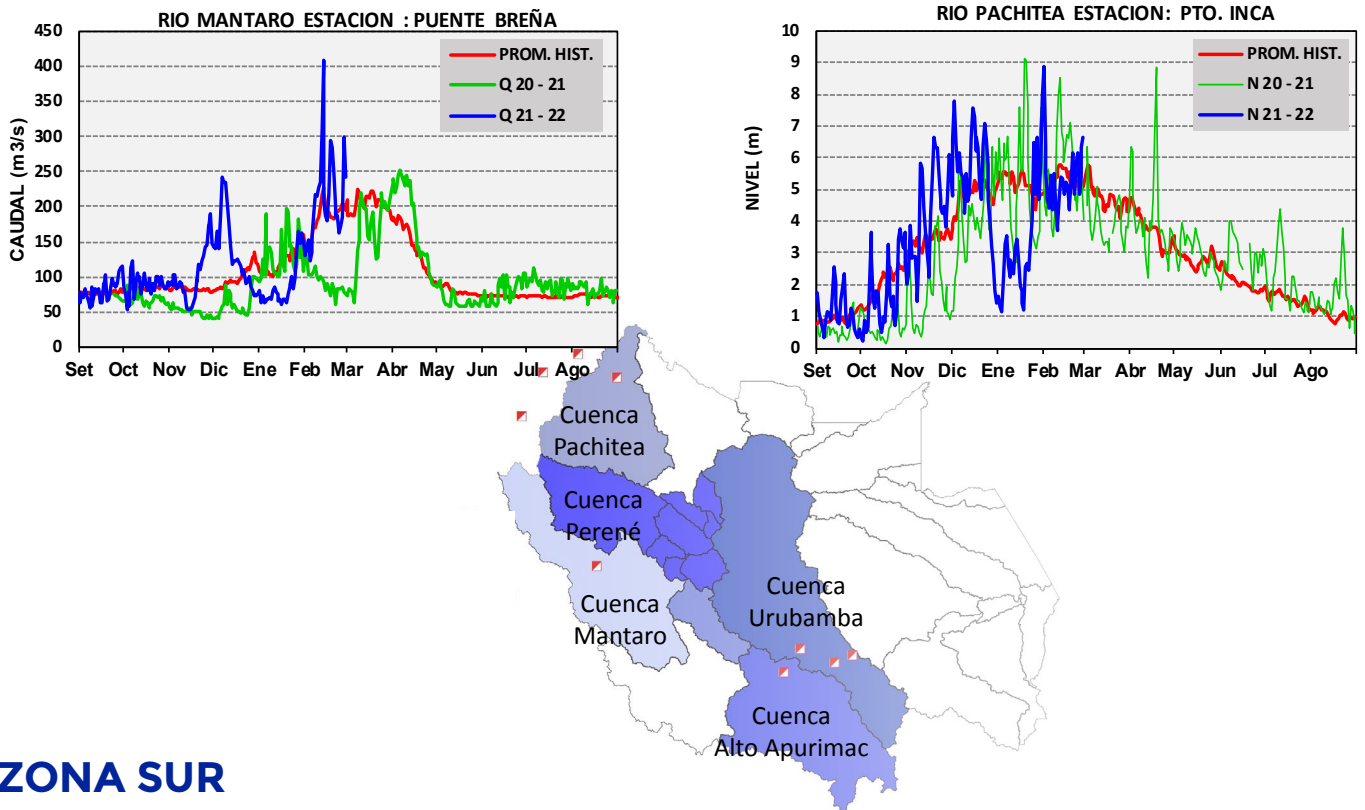 RIO MANTARO ESTACION : PUENTE BREÑA
CAUDAL (m3/s)
450
400
350
300
250
200
150
100
50
0
PROM. HIST.
Q 20 - 21
Q 21 - 22
Set Oct Nov Dic Ene Feb Mar Abr May Jun Jul Ago
RIO PACHITEA ESTACION: PTO. INCA
NIVEL (m)
10
9
8
7
6
5
4
3
2
1
0
PROM. HIST.
N 20 - 21
N 21 - 22
Set Oct Nov Dic Ene Feb Mar Abr May Jun Jul Ago
Cuenca
Pachitea
Cuenca
Perené
Cuenca
Mantaro
Cuenca
Urubamba
Cuenca
Alto Apurimac
ZONA SUR